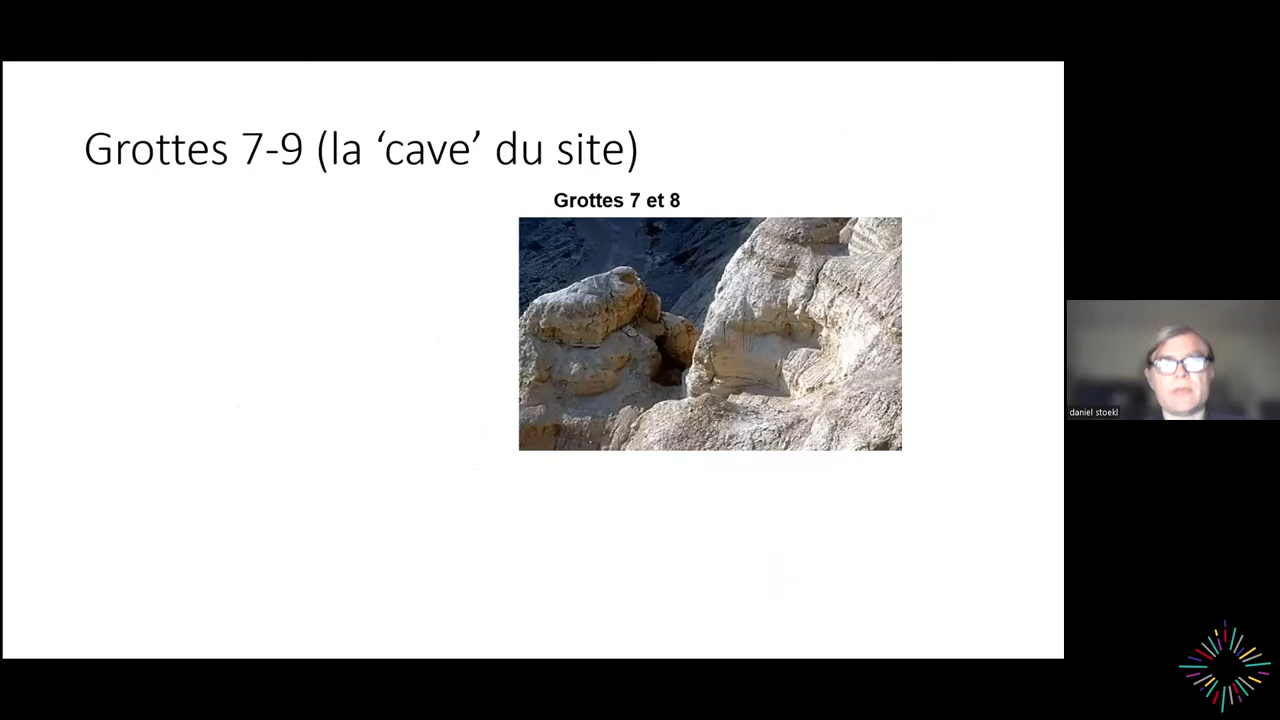 Grottes 7-9 (la ‘cave’ du site)
Grottes 7 et 8
daniel stoekl